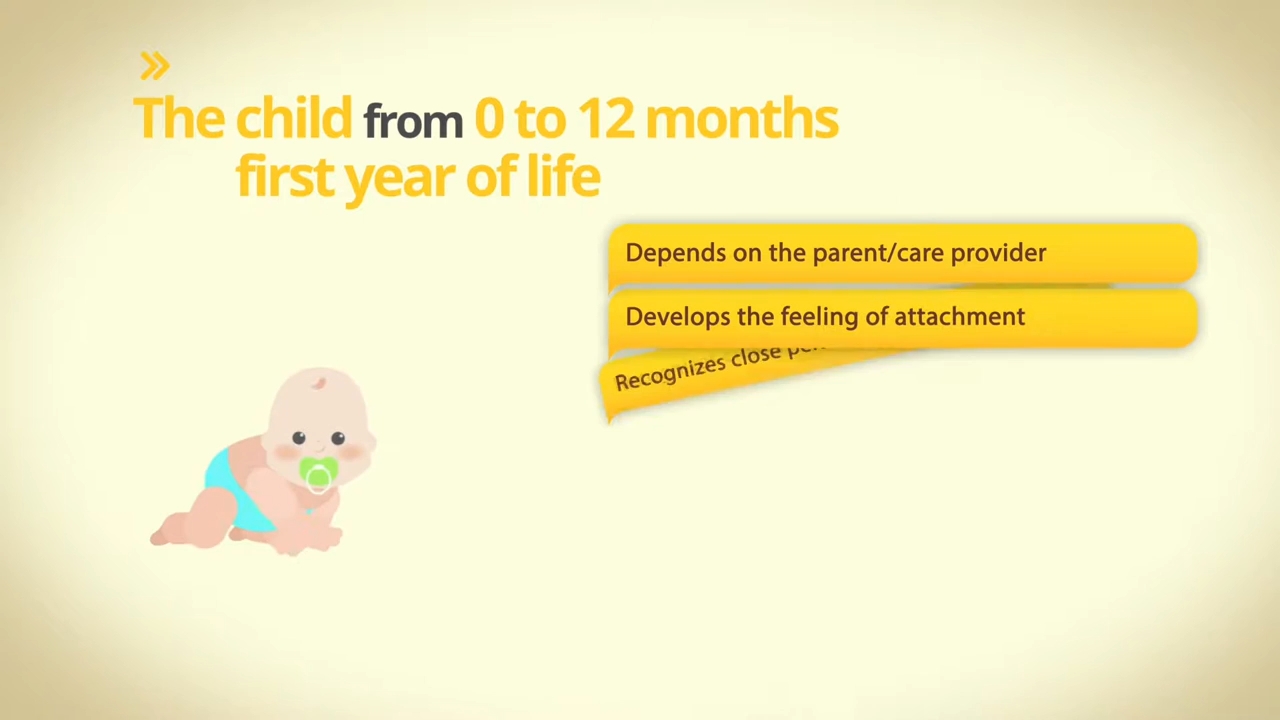 The child from 0 to 12 months
first year of life
Depends on the parent/care provider
Develops the feeling of attachment
Recognizes close